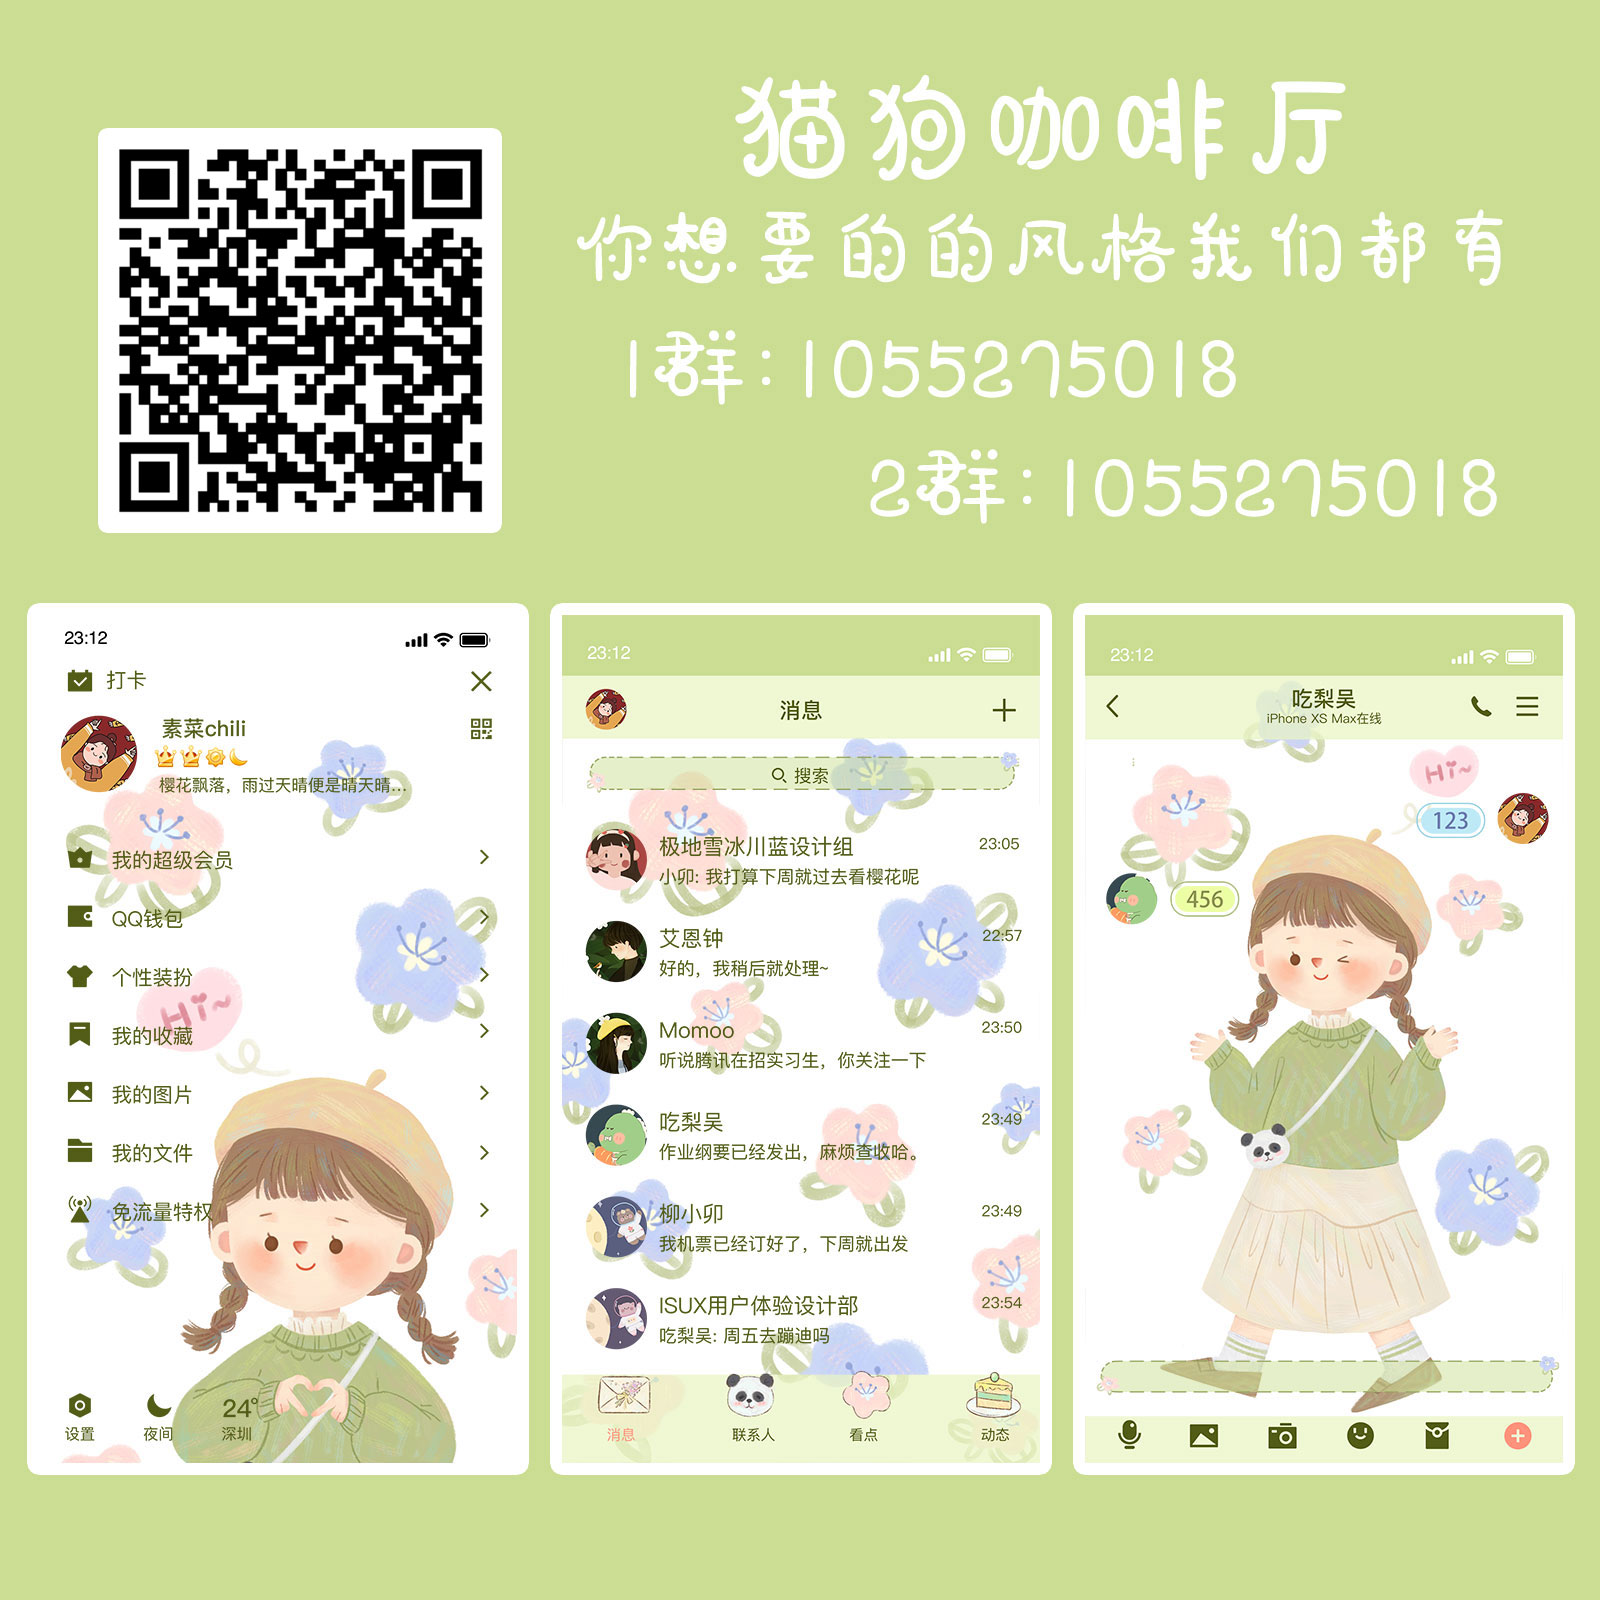 猫狗咖啡厅
你想要的的风格我们都有
1群:1055275018
2群:1055275018
23:12
打卡
素菜chili
樱花飘落，雨过天晴便是晴天晴...
我的超级会员
QQ钱包
个性装扮
Hi~
我的收藏
我的图片
我的文件
免流量特权
24°
设置 夜间 深圳
23:12
消息
搜索
极地雪冰川蓝设计组 23:05
小卯: 我打算下周就过去看樱花呢
艾恩钟 22:57
好的，我稍后就处理~
Momoo 23:50
听说腾讯在招实习生，你关注一下
吃梨吴 23:49
作业纲要已经发出，麻烦查收哈。
柳小卯 23:49
我机票已经订好了，下周就出发
ISUX用户体验设计部 23:54
吃梨吴: 周五去蹦迪吗
消息 联系人 看点 动态
23:12
吃梨吴
iPhone XS Max在线
Hi~
123
456